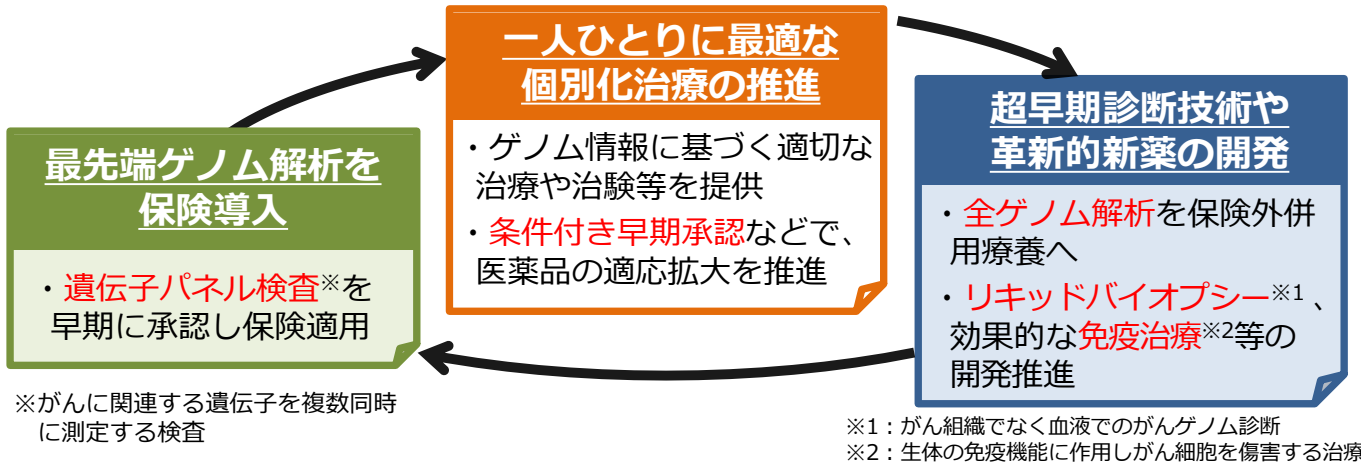 最先端ゲノム解析を
保険導入
・遺伝子パネル検査※を
早期に承認し保険適用
※がんに関連する遺伝子を複数同時
に測定する検査
一人ひとりに最適な
個別化治療の推進
・ゲノム情報に基づく適切な
治療や治験等を提供
・条件付き早期承認などで、
医薬品の適応拡大を推進
超早期診断技術や
革新的新薬の開発
・全ゲノム解析を保険外併
用療養へ
・リキッドバイオプシー※1、
効果的な免疫治療※2等の
開発推進
※1：がん組織でなく血液でのがんゲノム診断
※2：生体の免疫機能に作用しがん細胞を傷害する治療